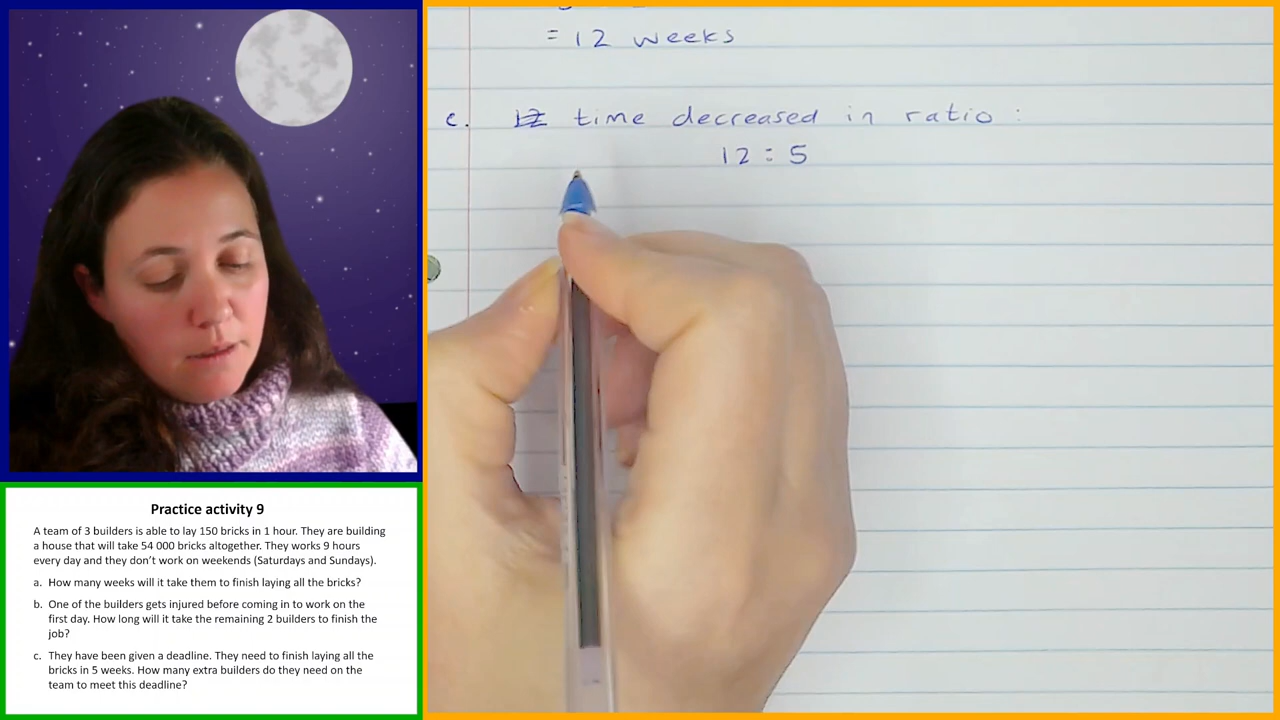 = 12 weeks
c. 12 time decreased in ratio :
12 : 5
Practice activity 9
A team of 3 builders is able to lay 150 bricks in 1 hour. They are building
a house that will take 54 000 bricks altogether. They works 9 hours
every day and they don't work on weekends (Saturdays and Sundays).
a. How many weeks will it take them to finish laying all the bricks?
b. One of the builders gets injured before coming in to work on the
first day. How long will it take the remaining 2 builders to finish the
job?
c. They have been given a deadline. They need to finish laying all the
bricks in 5 weeks. How many extra builders do they need on the
team to meet this deadline?